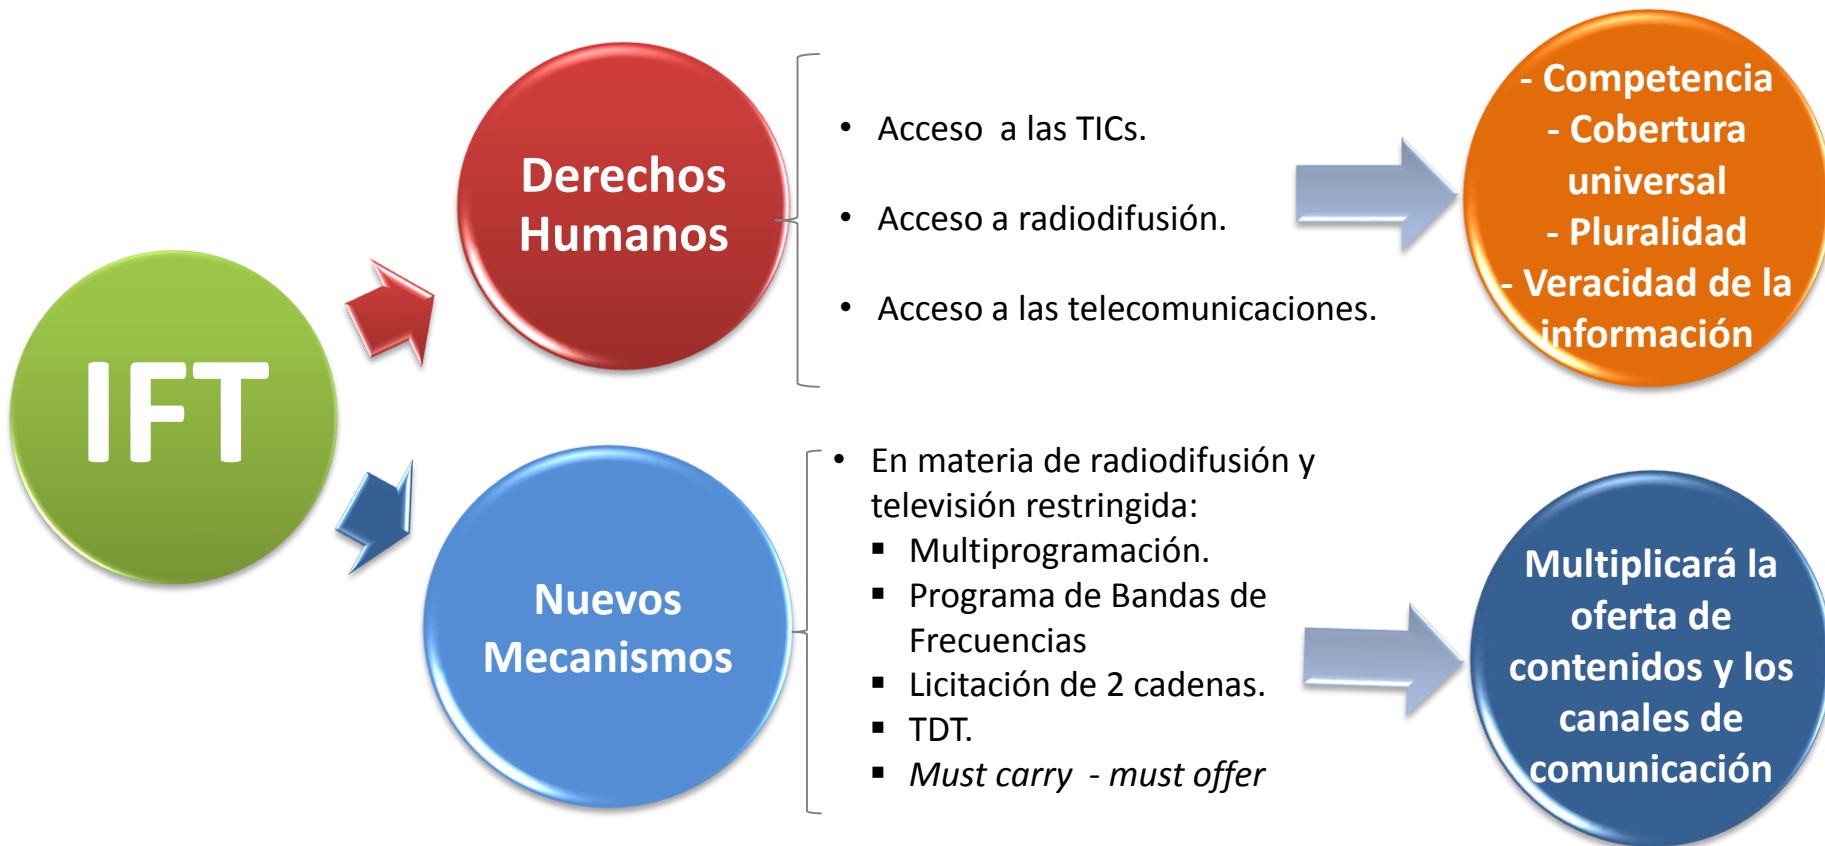 IFT
Derechos
Humanos
• Acceso  a las TICs.
• Acceso a radiodifusión.
• Acceso a las telecomunicaciones.
- Competencia
- Cobertura
universal
- Pluralidad
- Veracidad de la
información
Nuevos
Mecanismos
• En materia de radiodifusión y
televisión restringida:
▪ Multiprogramación.
▪ Programa de Bandas de
Frecuencias
▪ Licitación de 2 cadenas.
▪ TDT.
▪ Must carry  - must offer
Multiplicará la
oferta de
contenidos y los
canales de
comunicación